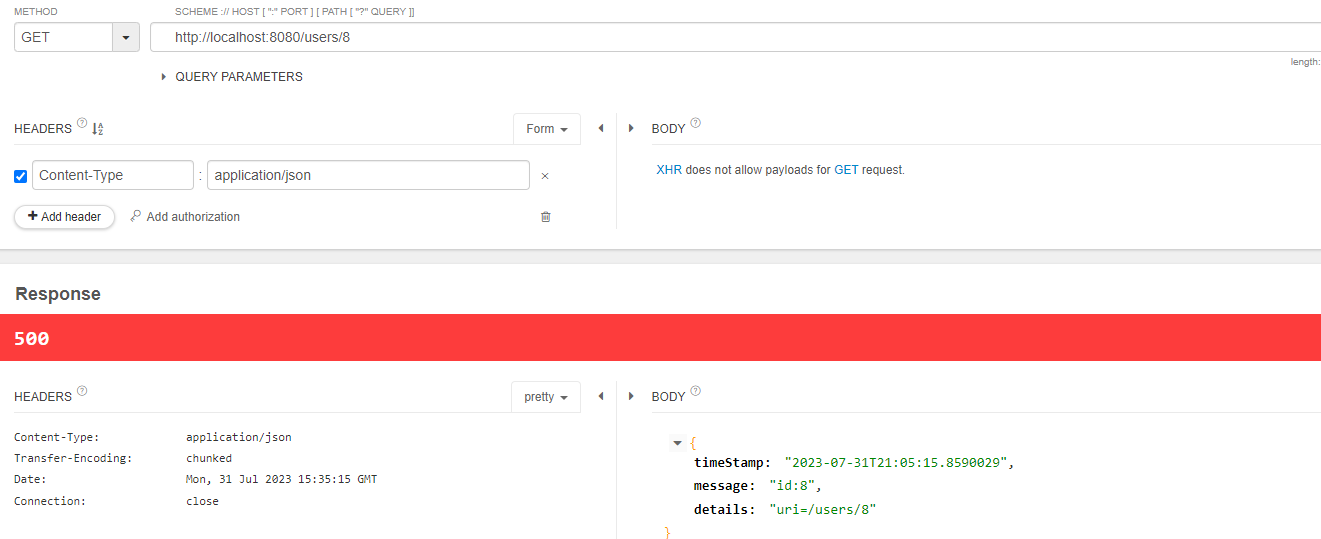 METHOD SCHEME :// HOST [ ":" PORT ] [ PATH [ "?" QUERY ]]
GET http://localhost:8080/users/8
length:
QUERY PARAMETERS
HEADERS ? Form BODY ?
Content-Type : application/json ×
XHR does not allow payloads for GET request.
+ Add header Add authorization
Response
500
HEADERS ? pretty BODY ?
Content-Type: application/json
Transfer-Encoding: chunked
Date: Mon, 31 Jul 2023 15:35:15 GMT
Connection: close
{
timeStamp: "2023-07-31T21:05:15.8590029",
message: "id:8",
details: "uri=/users/8"
}